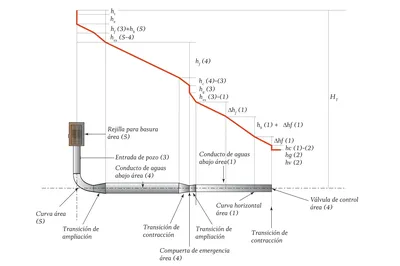 h
h
h (3)+h (5)
h (5-4)
h (4)
h (4)-(3)
h (3)
h (3)-(1)
Δh (1)
H
h (1) + Δhf (1)
Δhf (1)
hc (1)-(2)
hg (2)
hv (2)
Rejilla para basura
área (5)
Entrada de pozo (3)
Conducto de aguas
abajo área (4)
Conducto de aguas
abajo área(1)
Curva área
(5)
Transición de
ampliación
Transición de
contracción
Compuerta de emergencia
área (4)
Transición de
ampliación
Curva horizontal
área (1)
Transición de
contracción
Válvula de control
área (4)